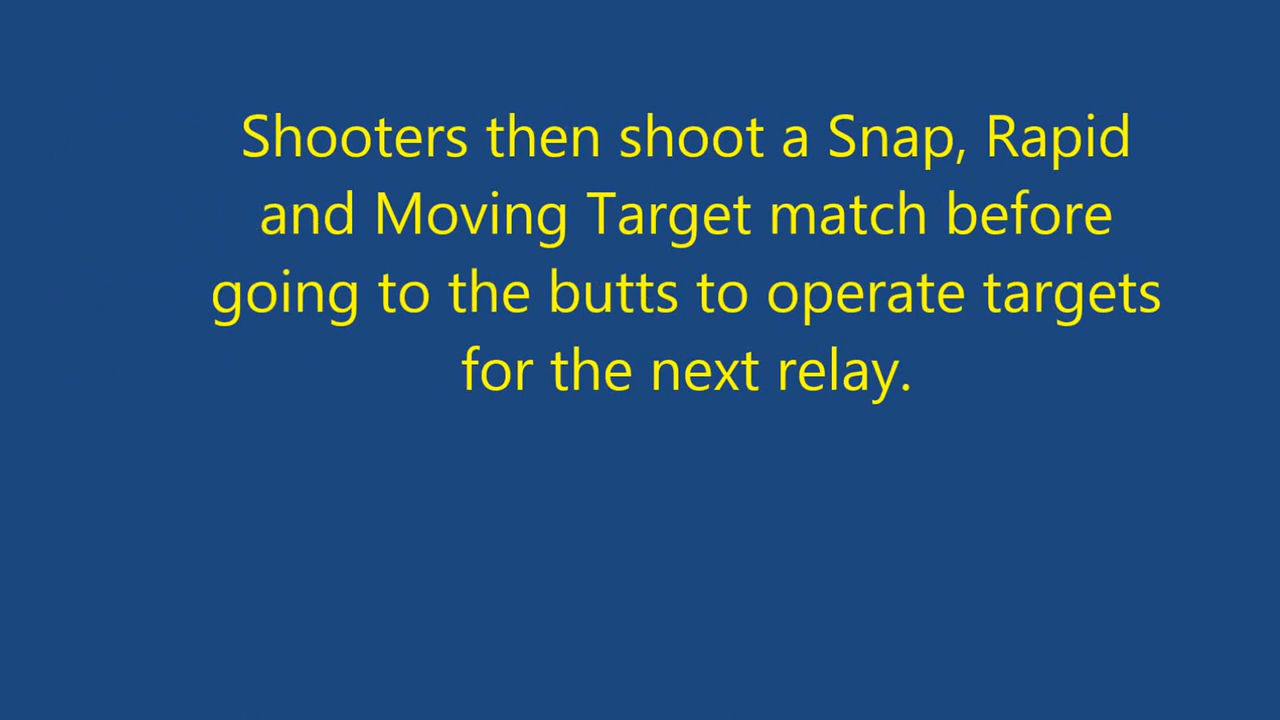 Shooters then shoot a Snap, Rapid
and Moving Target match before
going to the butts to operate targets
for the next relay.